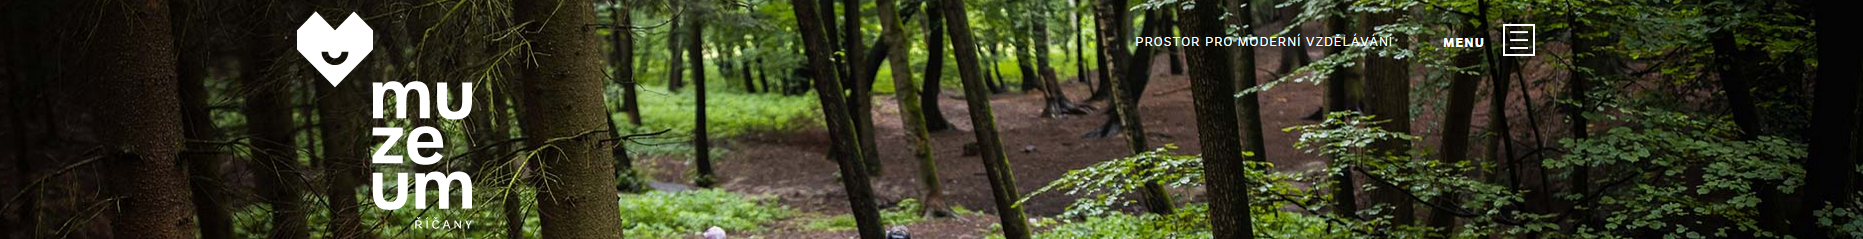 mu
ze
um
ŘÍČANY
PROSTOR PRO MODERNÍ VZDĚLÁVÁNÍ
MENU